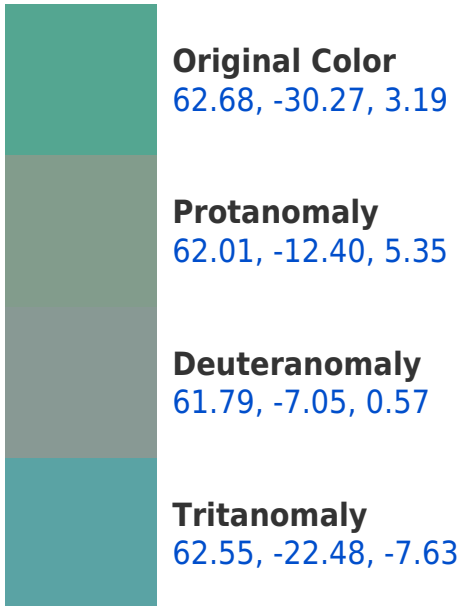 Original Color
62.68, -30.27, 3.19
Protanomaly
62.01, -12.40, 5.35
Deuteranomaly
61.79, -7.05, 0.57
Tritanomaly
62.55, -22.48, -7.63